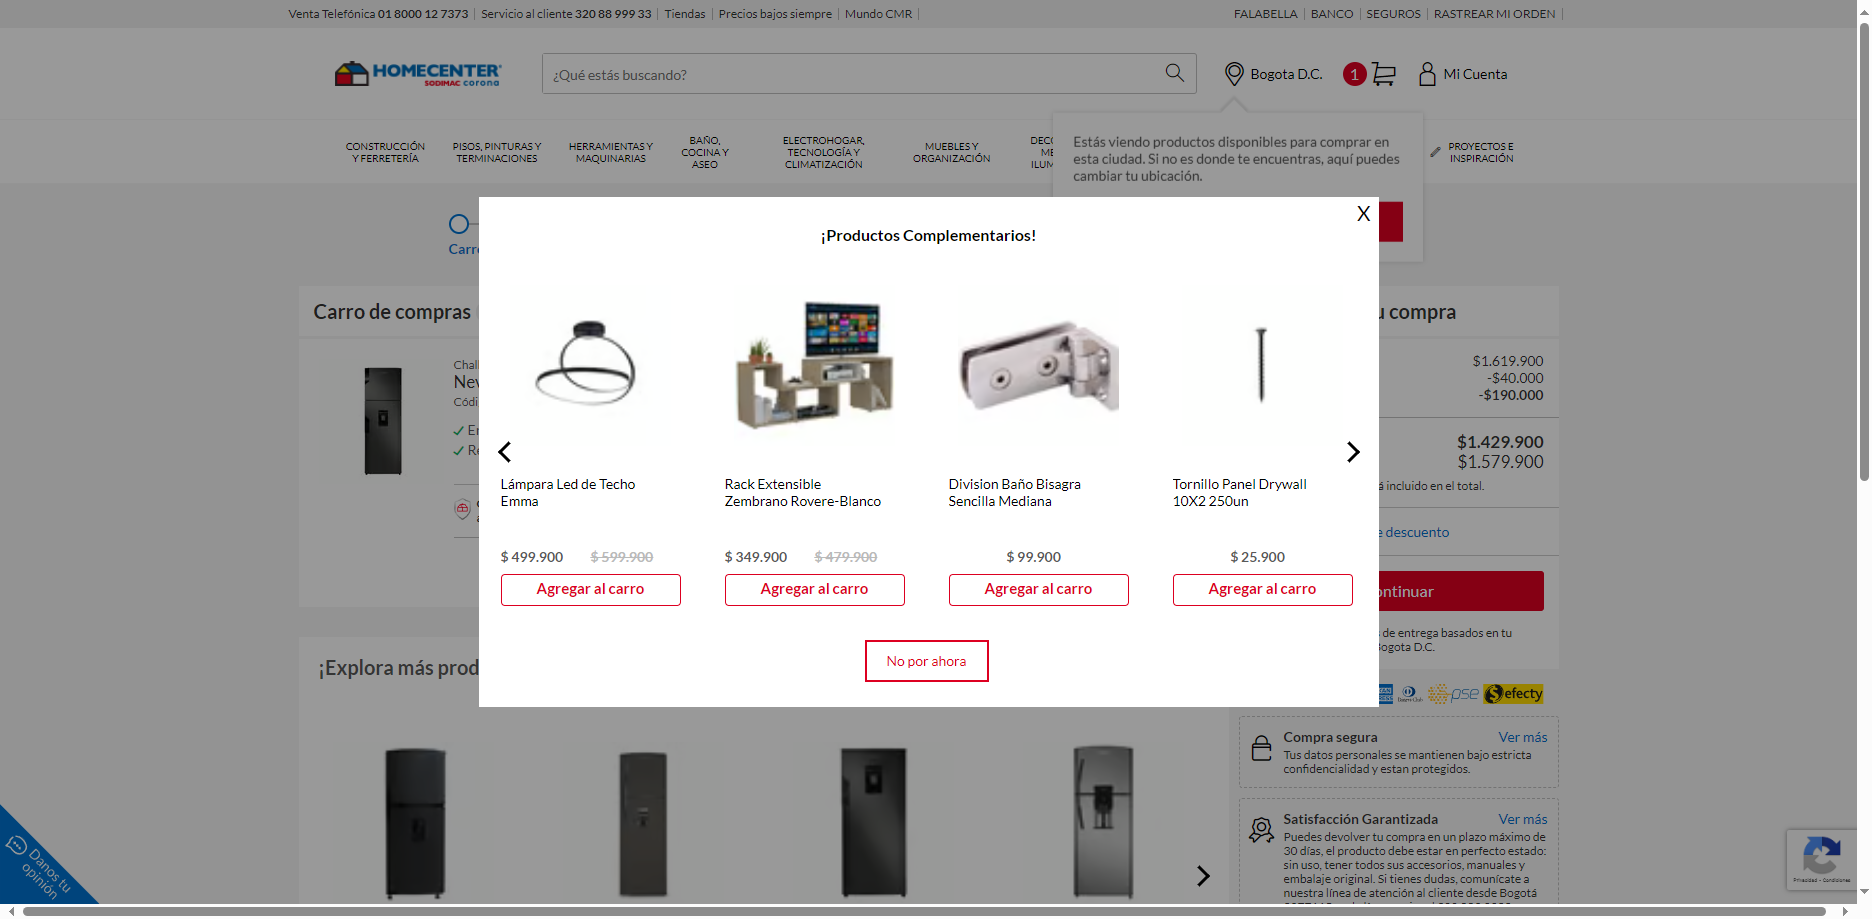 Venta Telefónica 01 8000 12 7373 Servicio al cliente 320 88 999 33 Tiendas Precios bajos siempre Mundo CMR
FALABELLA BANCO SEGUROS RASTREAR MI ORDEN
HOMECENTER
SODIMAC corona
¿Qué estás buscando?
Bogota D.C.
1
Mi Cuenta
CONSTRUCCIÓN
Y FERRETERÍA
PISOS, PINTURAS Y
TERMINACIONES
HERRAMIENTAS Y
MAQUINARIAS
BAÑO,
COCINA Y
ASEO
ELECTROHOGAR,
TECNOLOGÍA Y
CLIMATIZACIÓN
MUEBLES Y
ORGANIZACIÓN
PROYECTOS E
INSPIRACIÓN
Estás viendo productos disponibles para comprar en
esta ciudad. Si no es donde te encuentras, aquí puedes
cambiar tu ubicación.
X
¡Productos Complementarios!
Lámpara Led de Techo
Emma
$ 499.900 $ 599.900
Agregar al carro
Rack Extensible
Zembrano Rovere-Blanco
$ 349.900 $ 479.900
Agregar al carro
Division Baño Bisagra
Sencilla Mediana
$ 99.900
Agregar al carro
Tornillo Panel Drywall
10X2 250un
$ 25.900
Agregar al carro
No por ahora
Carro de compras
compra
$1.619.900
-$40.000
-$190.000
$1.429.900
$1.579.900
incluido en el total.
descuento
de entrega basados en tu
Bogota D.C.
pse
efecty
¡Explora más prod
Compra segura Ver más
Tus datos personales se mantienen bajo estricta
confidencialidad y estan protegidos.
Satisfacción Garantizada Ver más
Puedes devolver tu compra en un plazo máximo de
30 días, el producto debe estar en perfecto estado:
sin uso, tener todos sus accesorios, manuales y
embalaje original. Si tienes dudas, comunícate a
nuestra línea de atención al cliente desde Bogotá
Danos tu
opinión
Privacidad - Condiciones